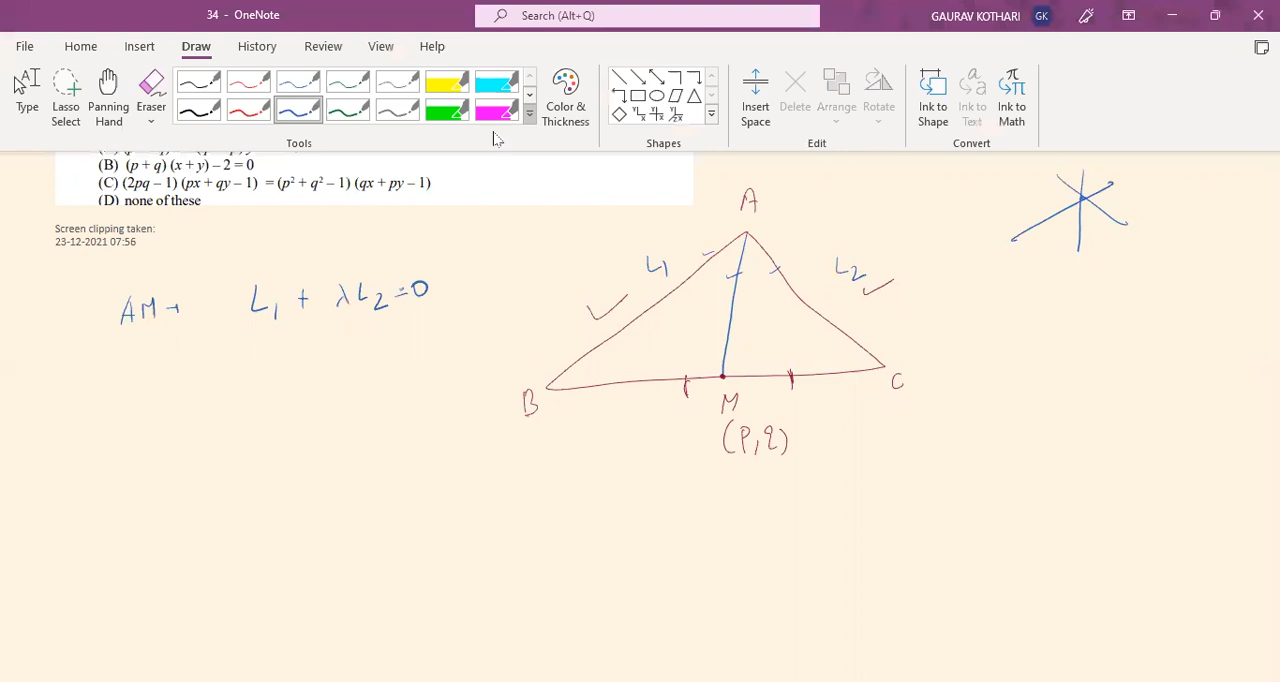 34 - OneNote
Search (Alt+Q)
GAURAV KOTHARI GK
File Home Insert Draw History Review View Help
Type
Lasso Select
Panning Hand
Eraser
Color & Thickness
Insert Space
Delete
Arrange
Rotate
Ink to Shape
Ink to Text
Ink to Math
Tools Shapes Edit Convert
(B) (p + q) (x + y) – 2 = 0
(C) (2pq – 1) (px + qy – 1) = (p² + q² – 1) (qx + py – 1)
(D) none of these
Screen clipping taken:
23-12-2021 07:56
A
L₁
L₂
AM → L₁ + λL₂ = 0
B
M
C
(P,q)